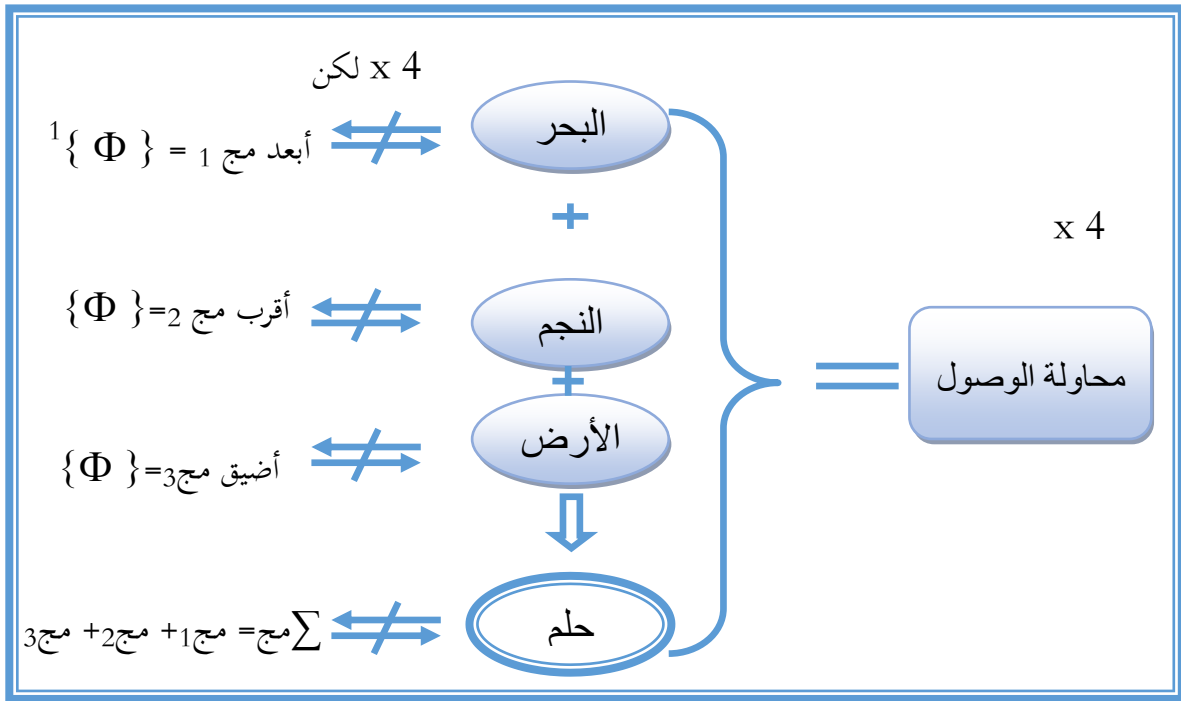 x 4 لكن
x 4
البحر
أبعد مج 1 = { Φ }1
+
النجم
أقرب مج 2={ Φ}
+
محاولة الوصول
=
الأرض
أضيق مج3={ Φ}
حلم
∑مج= مج1+ مج2+ مج3